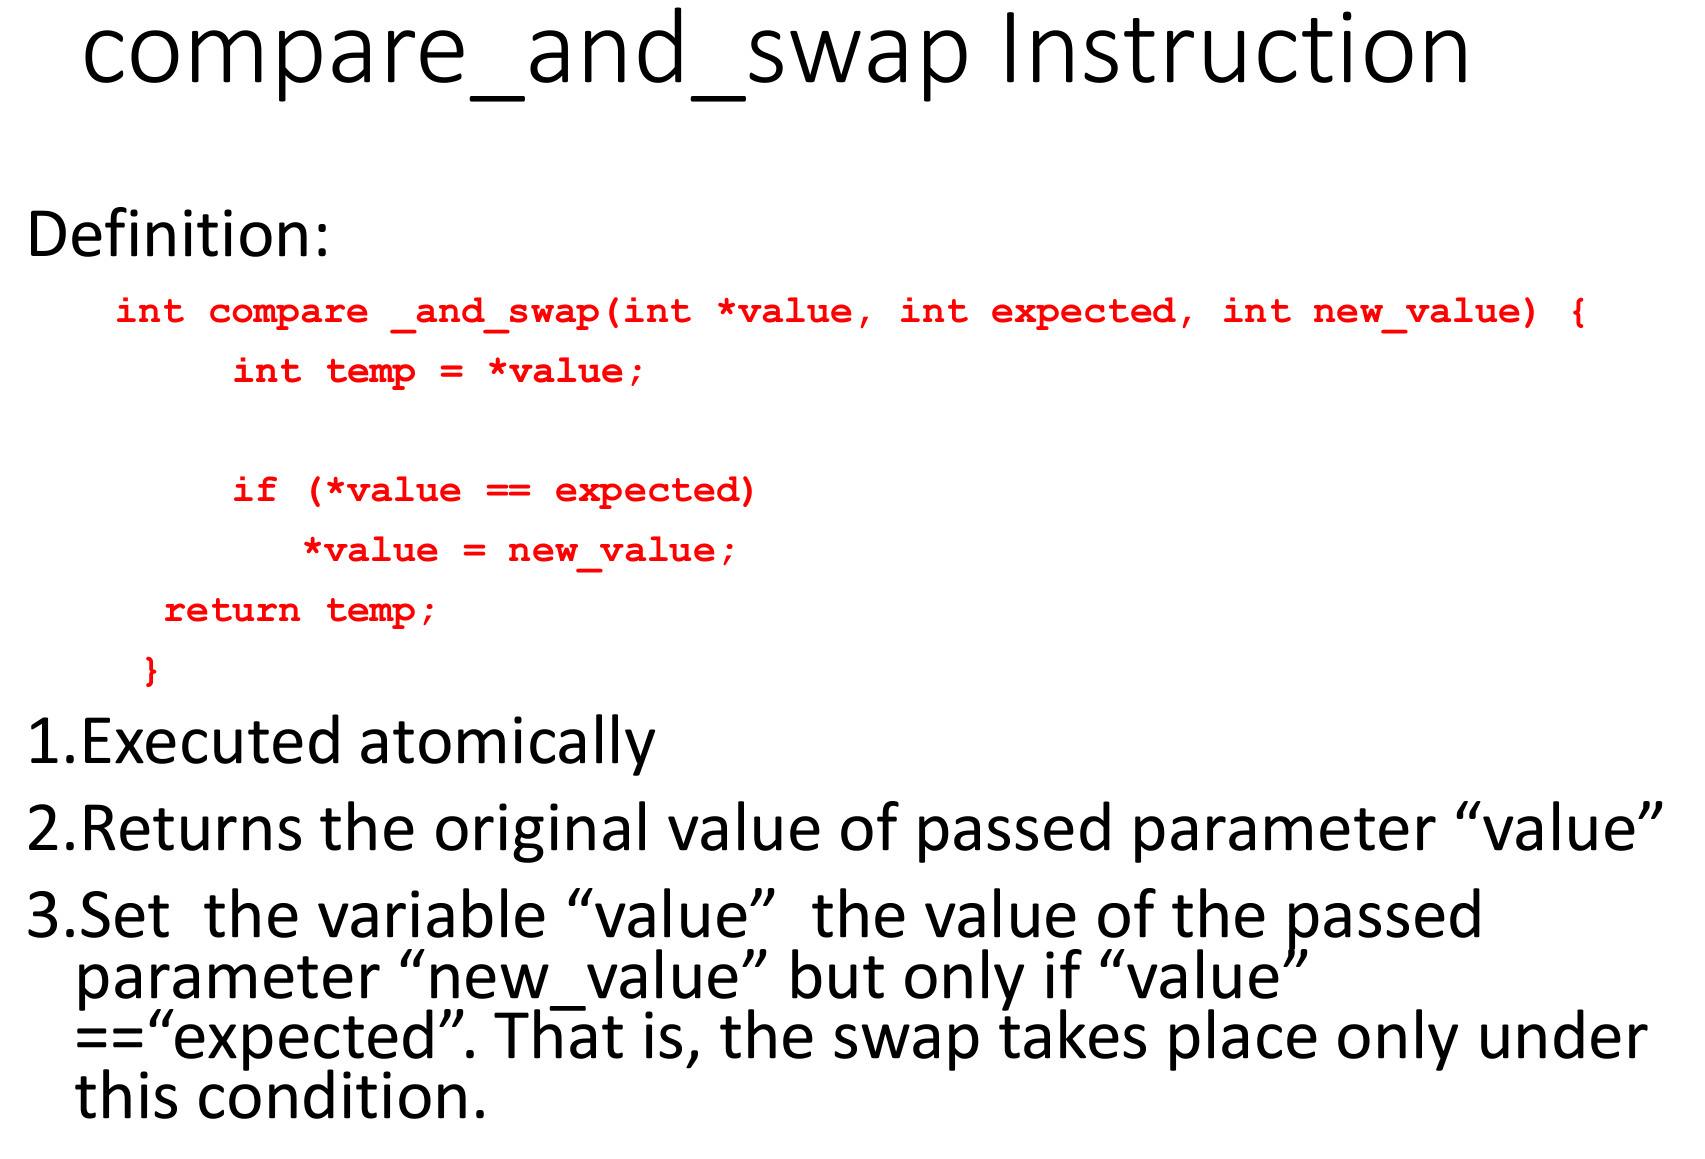 compare_and_swap Instruction
Definition:
int compare _and_swap(int *value, int expected, int new_value) {
int temp = *value;
if (*value == expected)
*value = new_value;
return temp;
}
1.Executed atomically
2.Returns the original value of passed parameter “value”
3.Set  the variable “value”  the value of the passed
parameter “new_value” but only if “value”
==“expected”. That is, the swap takes place only under
this condition.